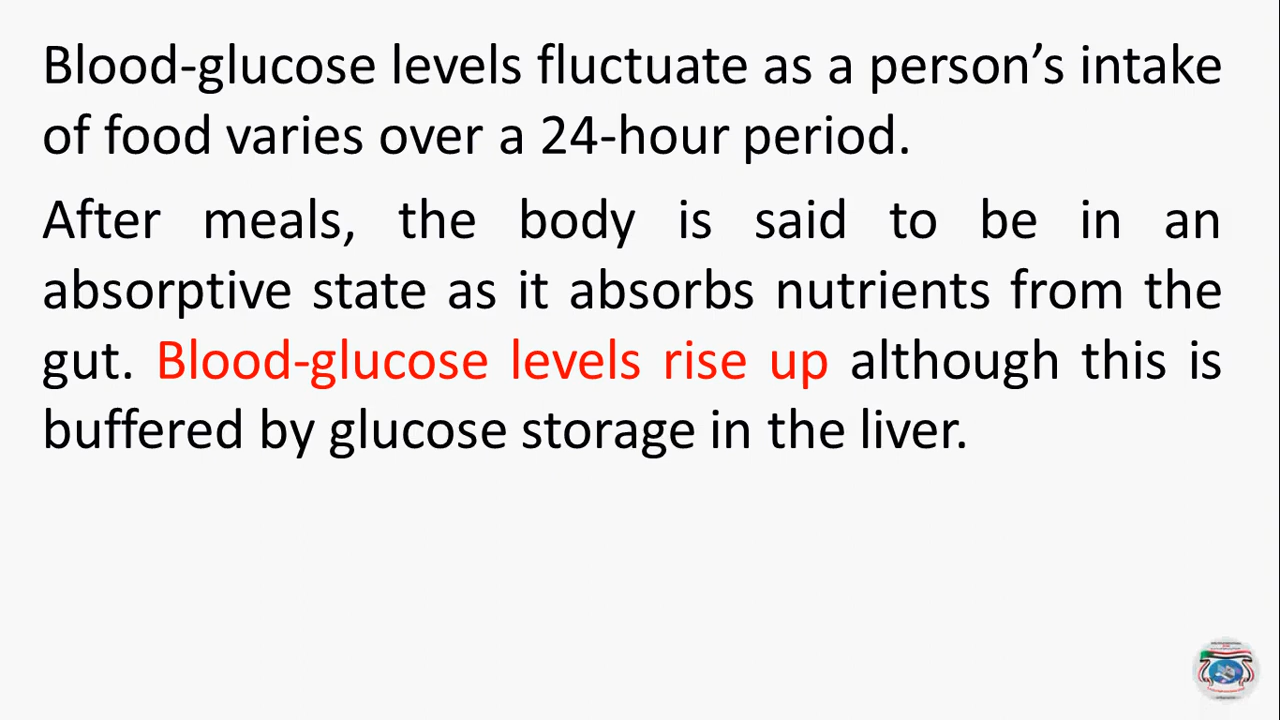 Blood-glucose levels fluctuate as a person’s intake
of food varies over a 24-hour period.
After meals, the body is said to be in an
absorptive state as it absorbs nutrients from the
gut. Blood-glucose levels rise up although this is
buffered by glucose storage in the liver.